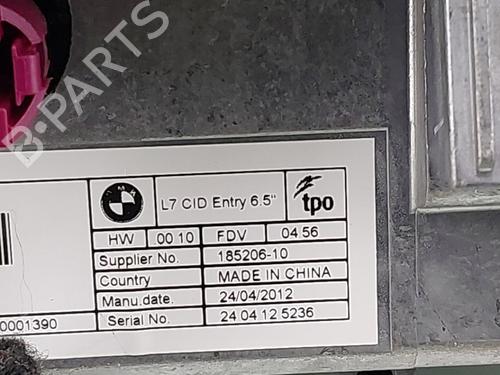 B-PARTS
BMW
L7 CID Entry 6.5"
tpo
HW 00 10 FDV 04 56
Supplier No. 185206-10
Country MADE IN CHINA
Manu.date. 24/04/2012
0001390 Serial No. 24 04 12 5236